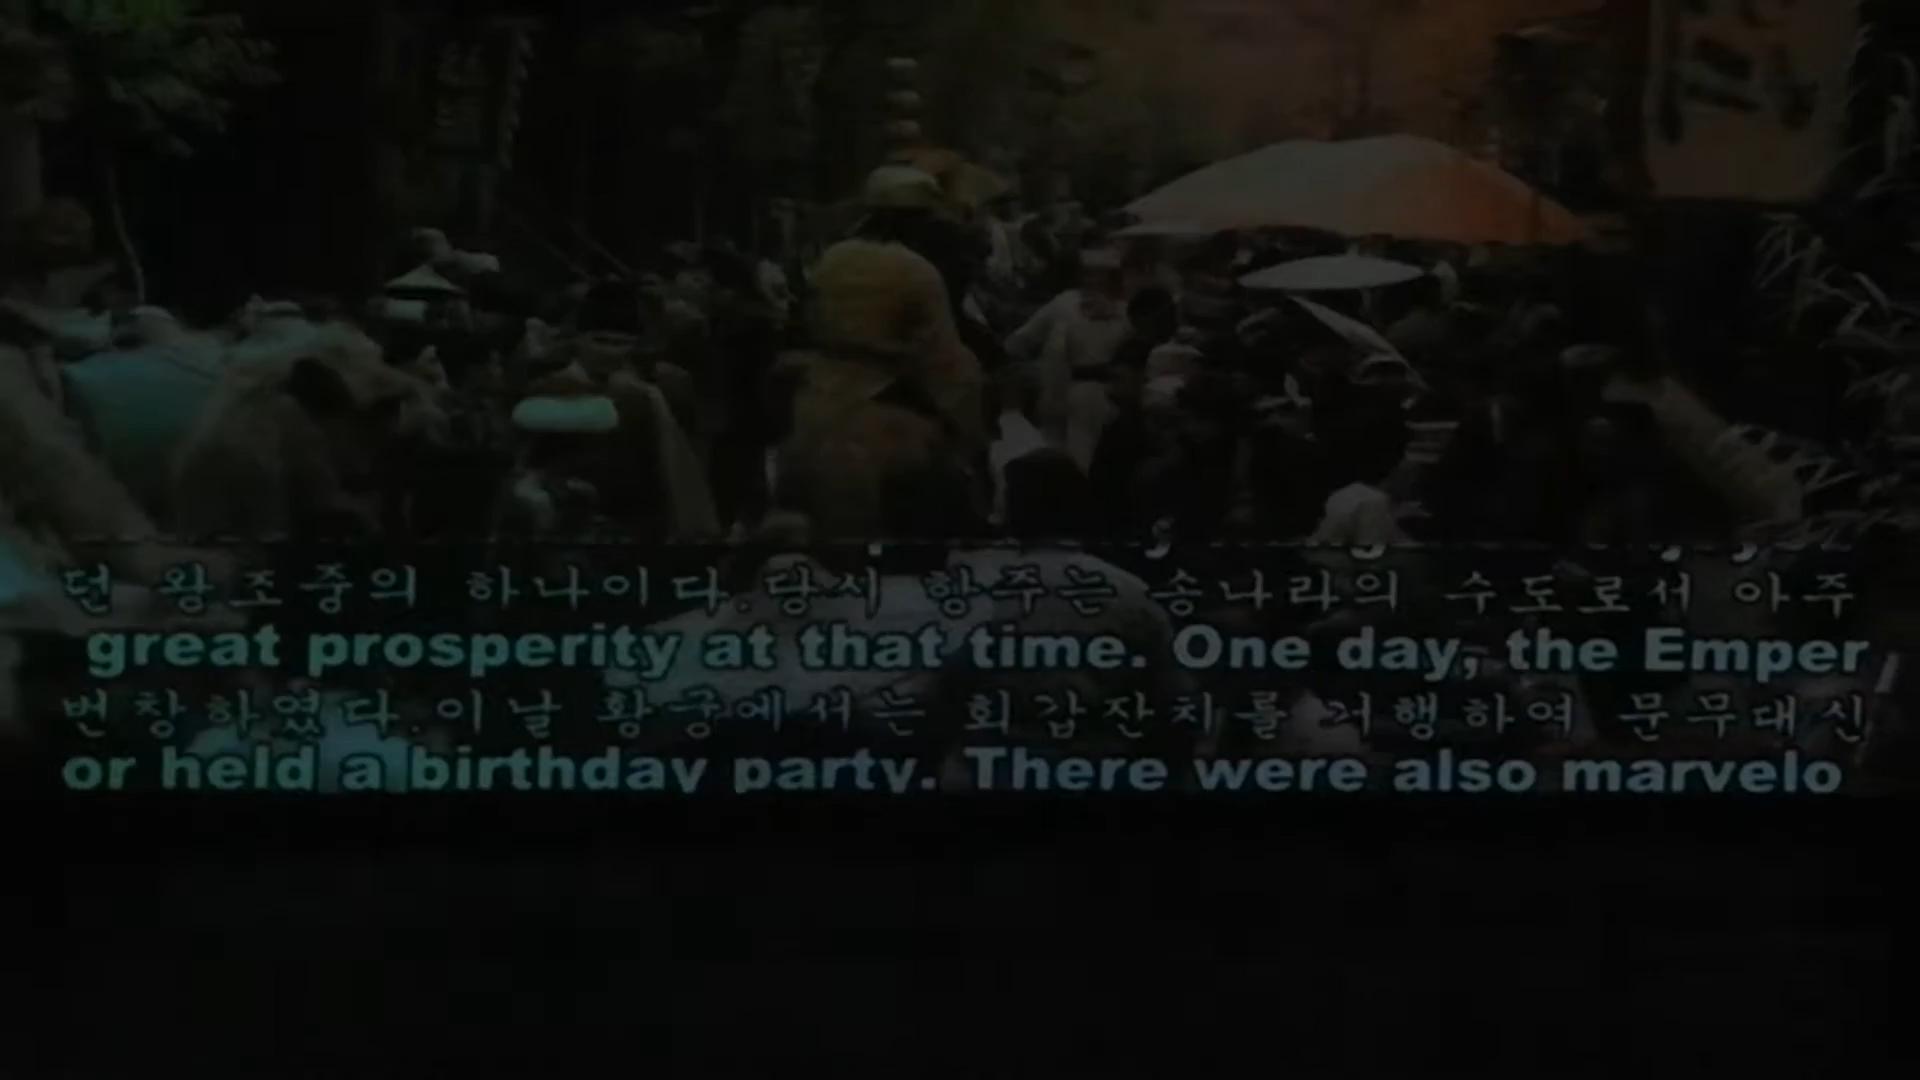 던 왕조중의 하나이다.당시 항주는 송나라의 수도로서 아주
great prosperity at that time. One day, the Emper
번창하였다.이날 황궁에서는 회갑잔치를 거행하여 문무대신
or held a birthday party. There were also marvelo